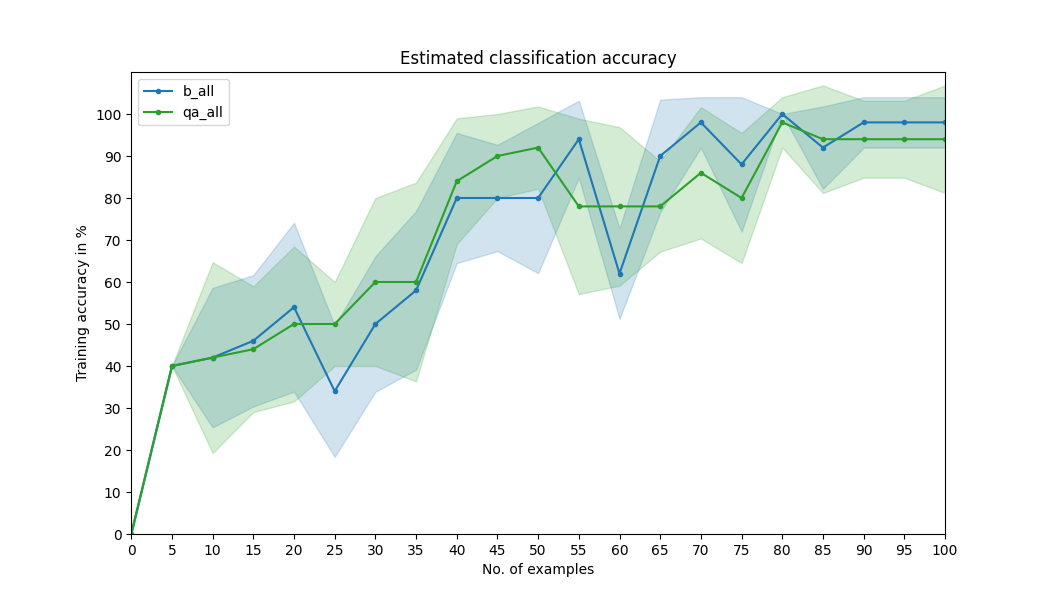 Estimated classification accuracy
b_all
qa_all
Training accuracy in %
100
90
80
70
60
50
40
30
20
10
0
0 5 10 15 20 25 30 35 40 45 50 55 60 65 70 75 80 85 90 95 100
No. of examples